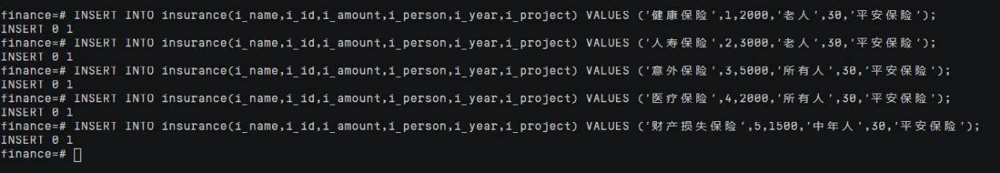 finance=# INSERT INTO insurance(i_name,i_id,i_amount,i_person,i_year,i_project) VALUES ('健康保险',1,2000,'老人',30,'平安保险');
INSERT 0 1
finance=# INSERT INTO insurance(i_name,i_id,i_amount,i_person,i_year,i_project) VALUES ('人寿保险',2,3000,'老人',30,'平安保险');
INSERT 0 1
finance=# INSERT INTO insurance(i_name,i_id,i_amount,i_person,i_year,i_project) VALUES ('意外保险',3,5000,'所有人',30,'平安保险');
INSERT 0 1
finance=# INSERT INTO insurance(i_name,i_id,i_amount,i_person,i_year,i_project) VALUES ('医疗保险',4,2000,'所有人',30,'平安保险');
INSERT 0 1
finance=# INSERT INTO insurance(i_name,i_id,i_amount,i_person,i_year,i_project) VALUES ('财产损失保险',5,1500,'中年人',30,'平安保险');
INSERT 0 1
finance=#